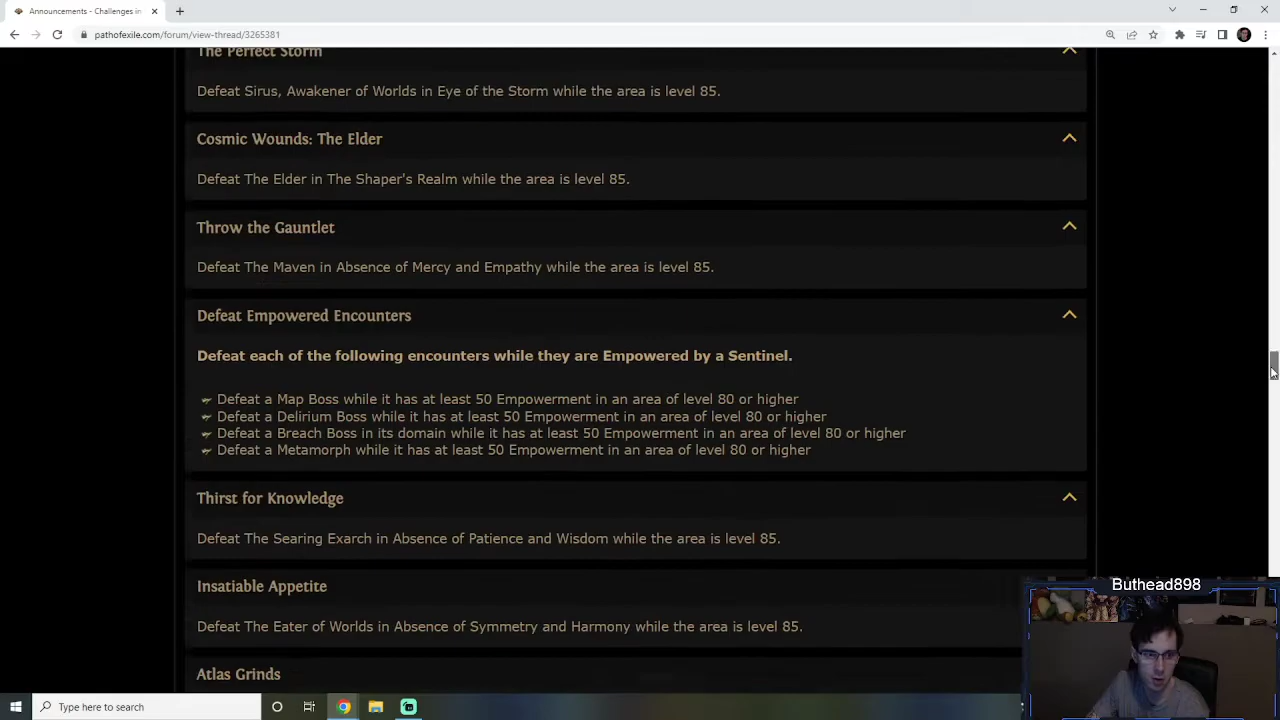 Announcements - Challenges in
pathofexile.com/forum/view-thread/3265381
The Perfect Storm
Defeat Sirus, Awakener of Worlds in Eye of the Storm while the area is level 85.
Cosmic Wounds: The Elder
Defeat The Elder in The Shaper's Realm while the area is level 85.
Throw the Gauntlet
Defeat The Maven in Absence of Mercy and Empathy while the area is level 85.
Defeat Empowered Encounters
Defeat each of the following encounters while they are Empowered by a Sentinel.
Defeat a Map Boss while it has at least 50 Empowerment in an area of level 80 or higher
Defeat a Delirium Boss while it has at least 50 Empowerment in an area of level 80 or higher
Defeat a Breach Boss in its domain while it has at least 50 Empowerment in an area of level 80 or higher
Defeat a Metamorph while it has at least 50 Empowerment in an area of level 80 or higher
Thirst for Knowledge
Defeat The Searing Exarch in Absence of Patience and Wisdom while the area is level 85.
Insatiable Appetite
Buthead898
Defeat The Eater of Worlds in Absence of Symmetry and Harmony while the area is level 85.
Atlas Grinds
Type here to search